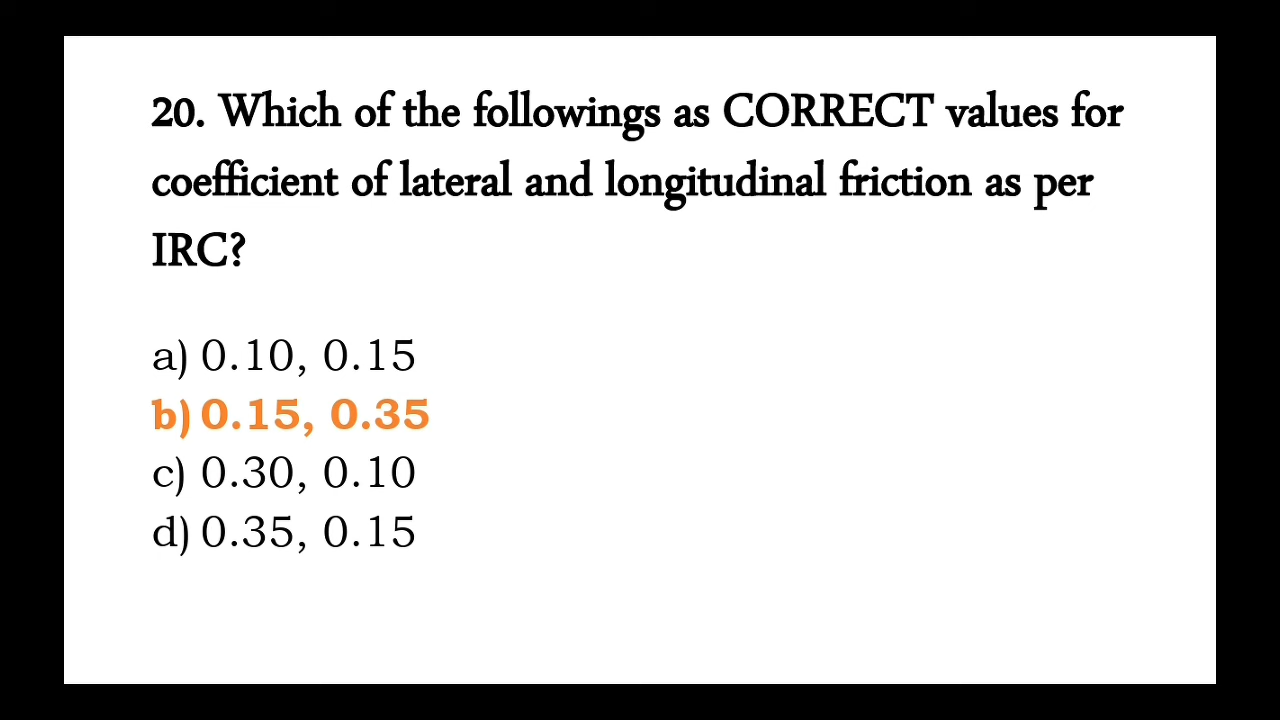 20. Which of the followings as CORRECT values for
coefficient of lateral and longitudinal friction as per
IRC?
a) 0.10, 0.15
b) 0.15, 0.35
c) 0.30, 0.10
d) 0.35, 0.15